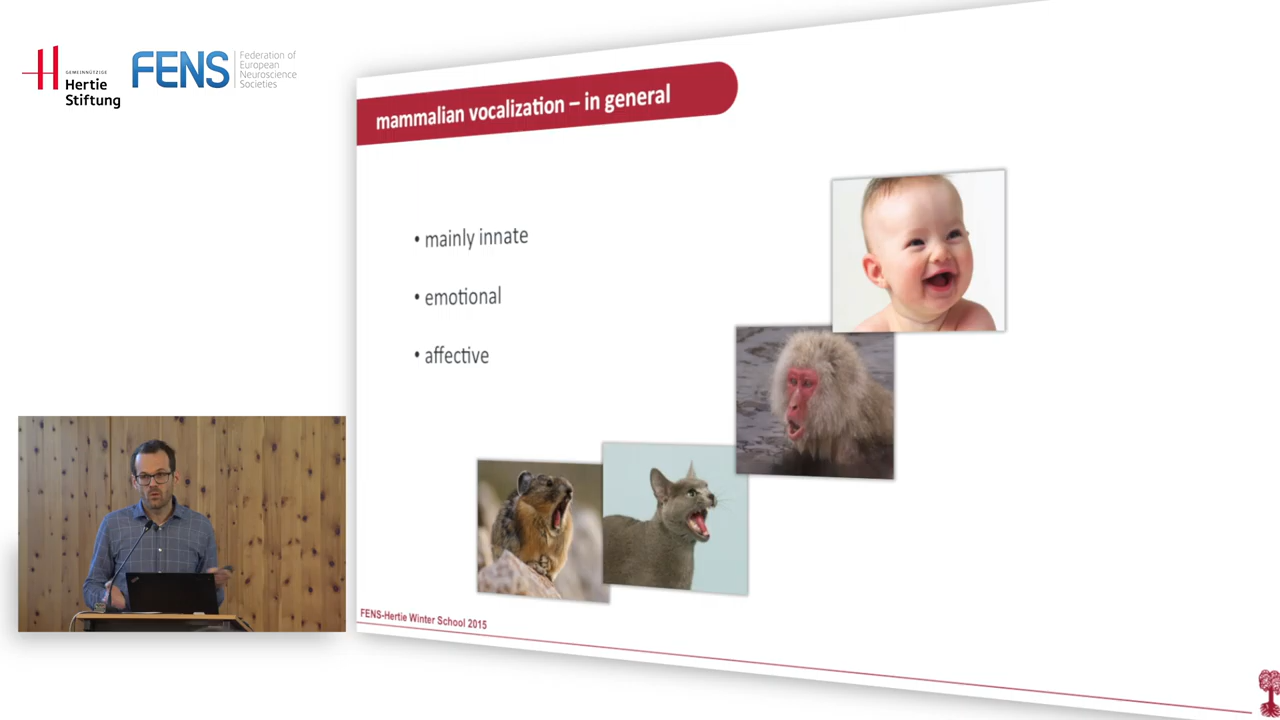 GEMEINNÜTZIGE
Hertie
Stiftung
FENS
Federation of
European
Neuroscience
Societies
mammalian vocalization – in general
• mainly innate
• emotional
• affective
FENS-Hertie Winter School 2015